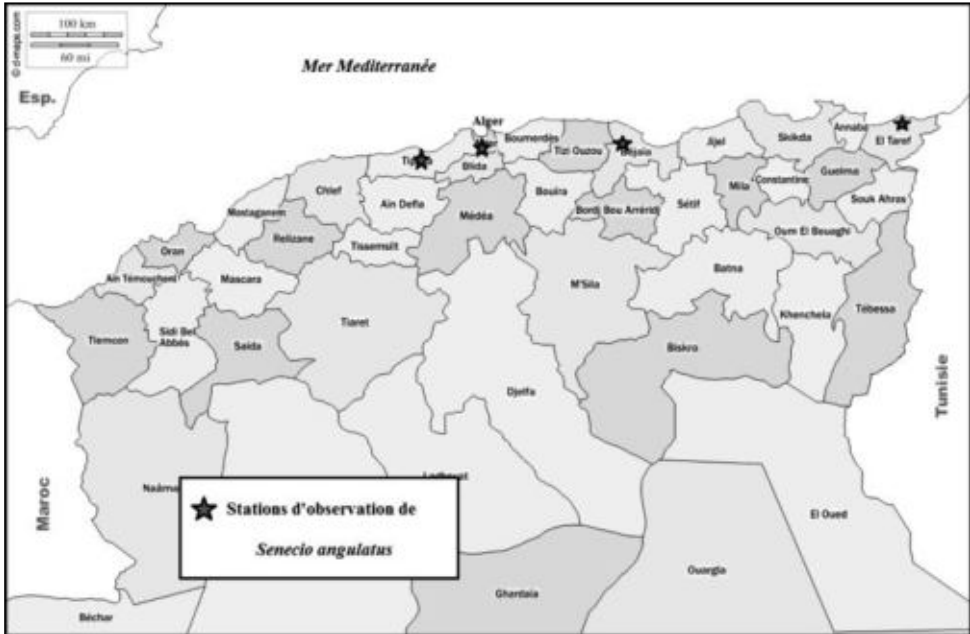 © d-maps.com
100 km
60 mi
Mer Mediterranée
Esp.
Alger
Boumerdès
Tizi Ouzou
Jijel
Skikda
Annaba
El Taref
Blida
Chlef
Aïn Defla
Médéa
Bouira
Bordj Bou Arréridj
Sétif
Mila
Constantine
Guelma
Souk Ahras
Mostaganem
Relizane
Tissemsilt
Oum El Bouaghi
Oran
Aïn Témouchent
Mascara
M'Sila
Batna
Khenchela
Tébessa
Tlemcen
Sidi Bel
Abbès
Saïda
Tiaret
Djelfa
Biskra
Tunisie
Maroc
Naâma
El Oued
Ouargla
Ghardaïa
Béchar
Stations d'observation de
Senecio angulatus